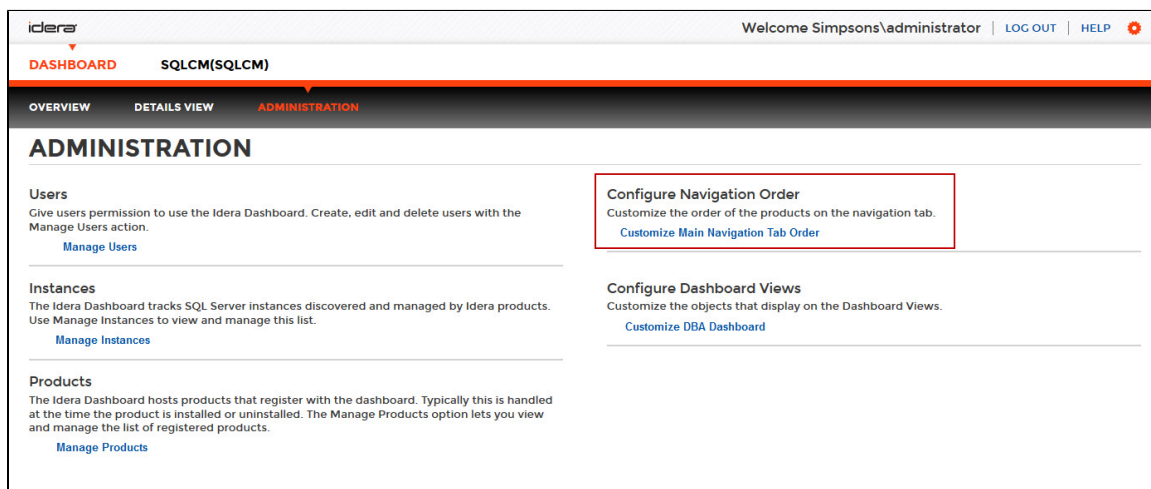 idera
Welcome Simpsons\administrator | LOG OUT | HELP
DASHBOARD SQLCM(SQLCM)
OVERVIEW DETAILS VIEW ADMINISTRATION
ADMINISTRATION
Users
Give users permission to use the Idera Dashboard. Create, edit and delete users with the
Manage Users action.
Manage Users
Instances
The Idera Dashboard tracks SQL Server instances discovered and managed by Idera products.
Use Manage Instances to view and manage this list.
Manage Instances
Products
The Idera Dashboard hosts products that register with the dashboard. Typically this is handled
at the time the product is installed or uninstalled. The Manage Products option lets you view
and manage the list of registered products.
Manage Products
Configure Navigation Order
Customize the order of the products on the navigation tab.
Customize Main Navigation Tab Order
Configure Dashboard Views
Customize the objects that display on the Dashboard Views.
Customize DBA Dashboard